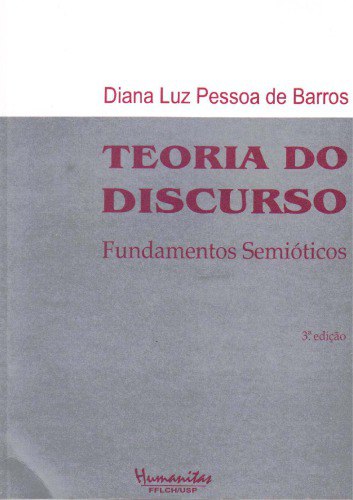 Diana Luz Pessoa de Barros
TEORIA DO
DISCURSO
Fundamentos Semióticos
3ª edição
Humanitas
FFLCH/USP